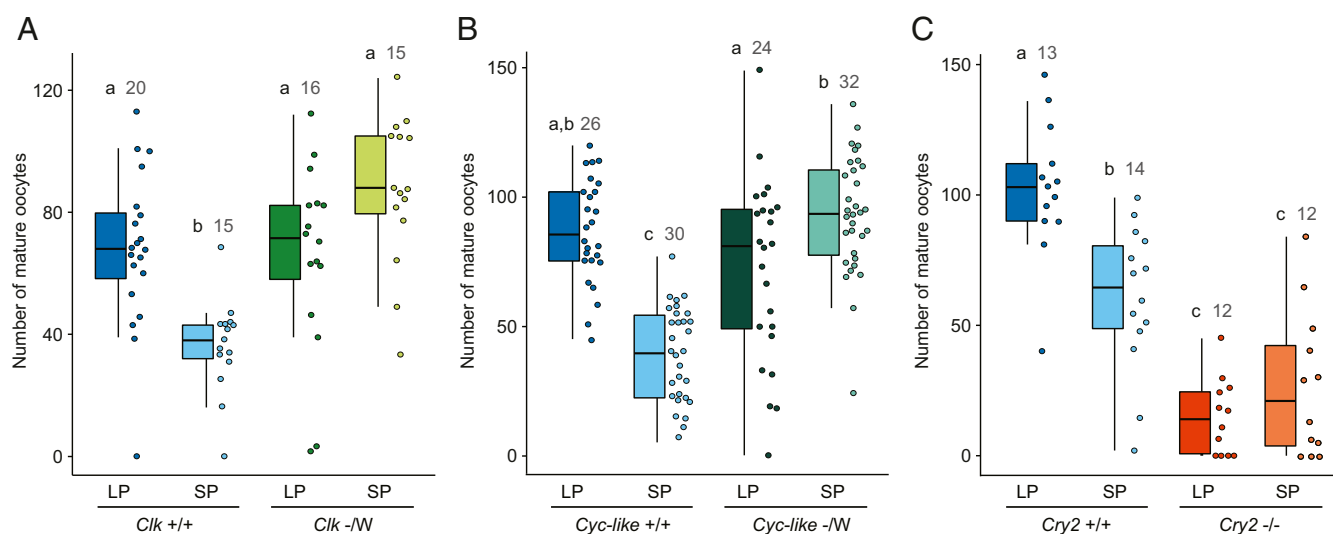 A
Number of mature oocytes
120
80
40
0
a 20
b 15
a 16
a 15
LP SP LP SP
Clk +/+ Clk -/W
B
Number of mature oocytes
150
100
50
0
a,b 26
c 30
a 24
b 32
LP SP LP SP
Cyc-like +/+ Cyc-like -/W
C
Number of mature oocytes
150
100
50
0
a 13
b 14
c 12
c 12
LP SP LP SP
Cry2 +/+ Cry2 -/-